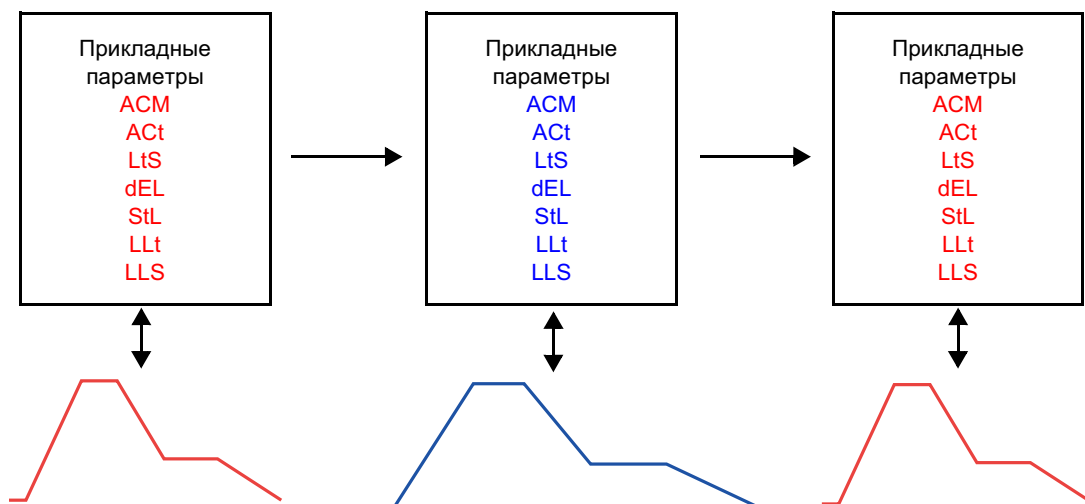 Прикладные
параметры
ACM
ACt
LtS
dEL
StL
LLt
LLS
Прикладные
параметры
ACM
ACt
LtS
dEL
StL
LLt
LLS
Прикладные
параметры
ACM
ACt
LtS
dEL
StL
LLt
LLS